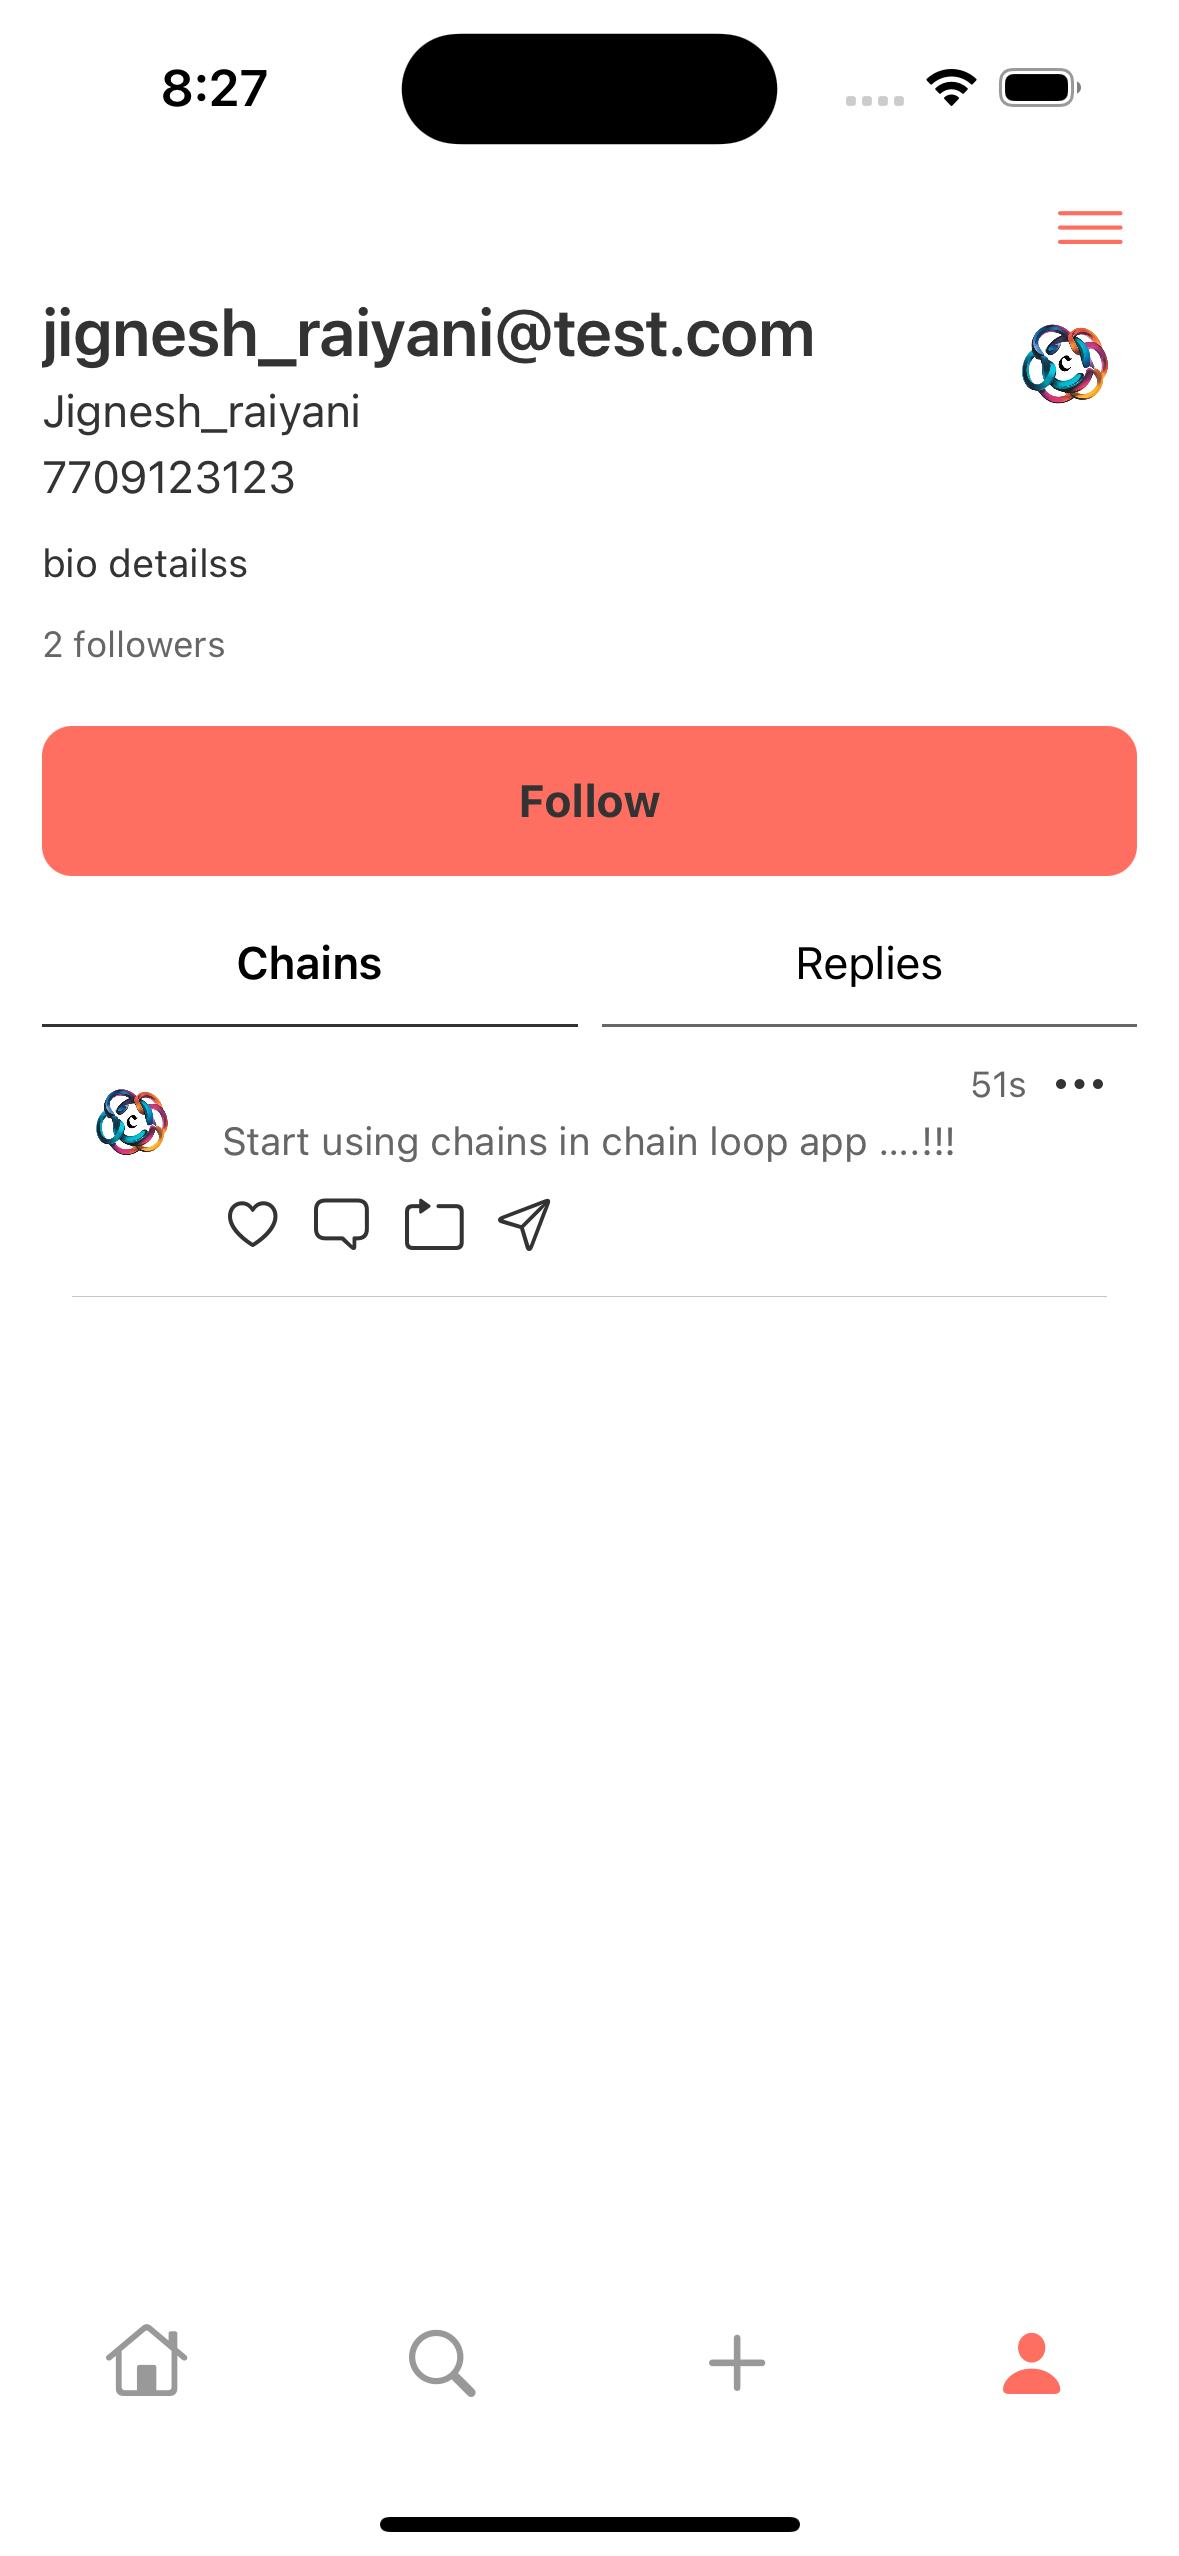 8:27
jignesh_raiyani@test.com
Jignesh_raiyani
7709123123
bio detailss
2 followers
Follow
Chains
Replies
51s
Start using chains in chain loop app ....!!!